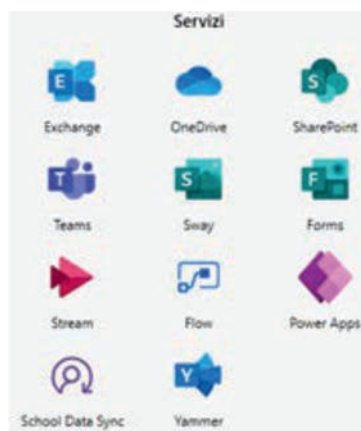 Servizi
E
S
Exchange
OneDrive
SharePoint
T
S
F
Teams
Sway
Forms
Stream
Flow
Power Apps
Y
School Data Sync
Yammer